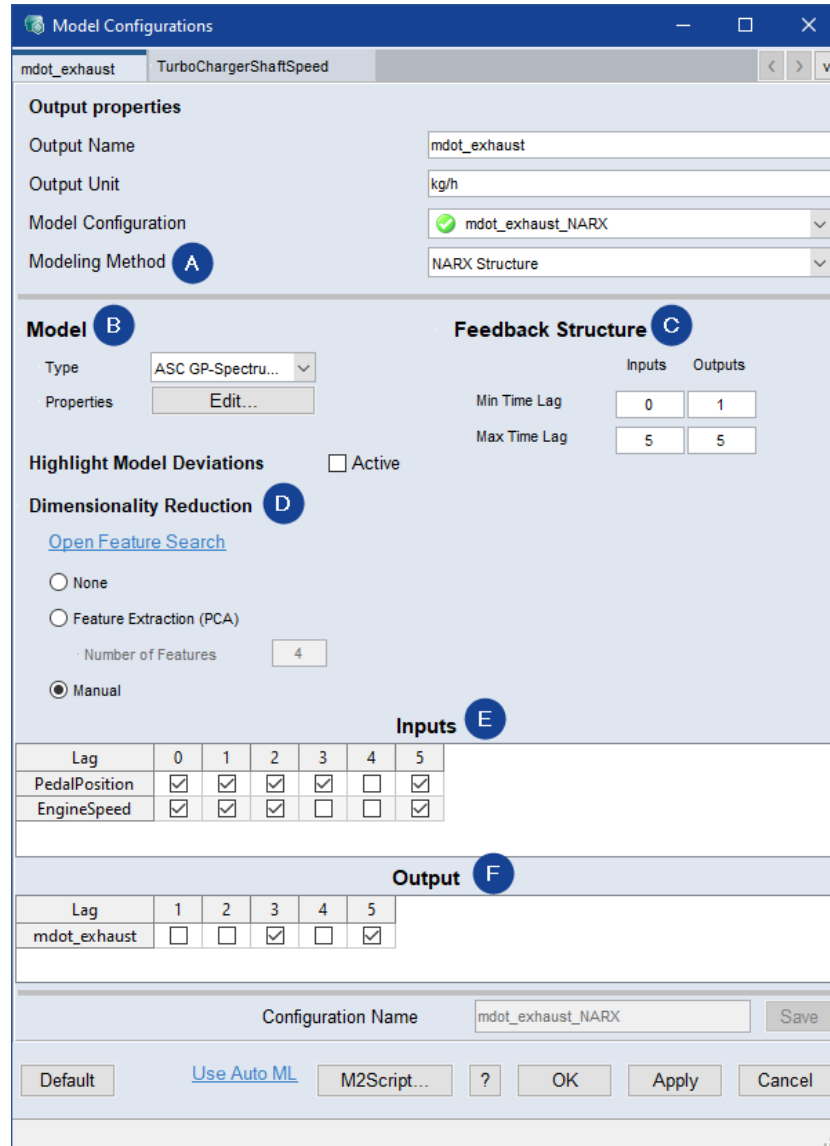 Model Configurations
mdot_exhaust TurboChargerShaftSpeed
Output properties
Output Name mdot_exhaust
Output Unit kg/h
Model Configuration mdot_exhaust_NARX
Modeling Method A NARX Structure
Model B Feedback Structure C
Inputs Outputs
Type ASC GP-Spectru...
Properties Edit...
Min Time Lag 0 1
Max Time Lag 5 5
Highlight Model Deviations Active
Dimensionality Reduction D
Open Feature Search
None
Feature Extraction (PCA)
Number of Features 4
Manual
Inputs E
Lag 0 1 2 3 4 5
PedalPosition
EngineSpeed
Output F
Lag 1 2 3 4 5
mdot_exhaust
Configuration Name mdot_exhaust_NARX Save
Default Use Auto ML M2Script... ? OK Apply Cancel